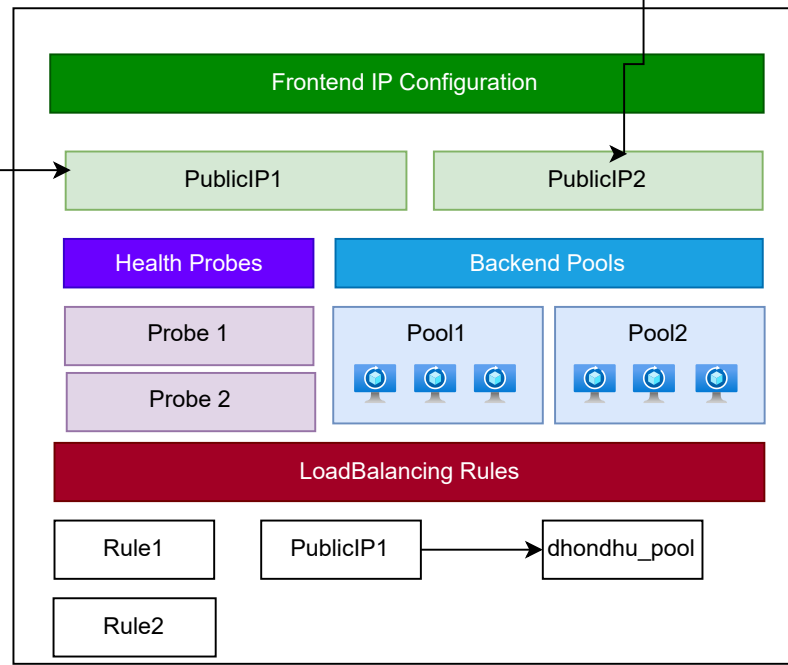 Frontend IP Configuration
PublicIP1
PublicIP2
Health Probes
Backend Pools
Probe 1
Probe 2
Pool1
Pool2
LoadBalancing Rules
Rule1
PublicIP1
dhondhu_pool
Rule2